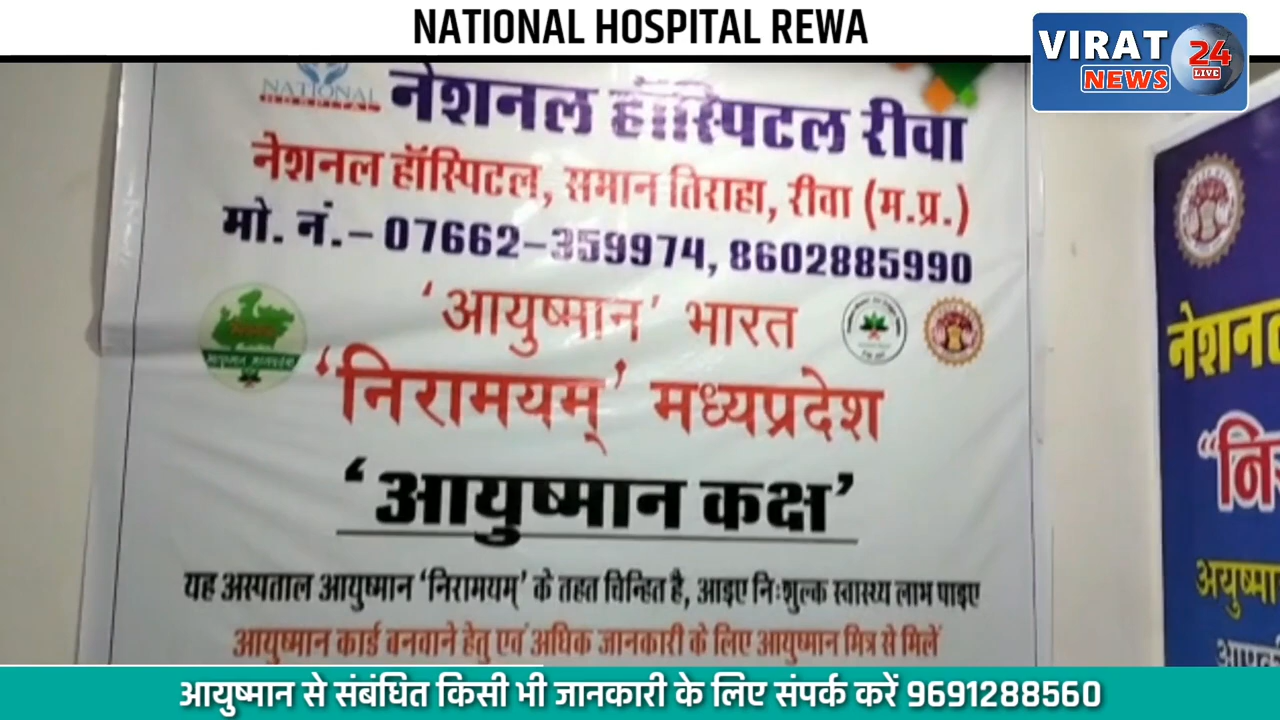 NATIONAL HOSPITAL REWA
VIRAT
NEWS
24
LIVE
NATIONAL
HOSPITAL
नेशनल हॉस्पिटल रीवा
नेशनल हॉस्पिटल, समान तिराहा, रीवा (म.प्र.)
मो. नं.– 07662–359974, 8602885990
‘आयुष्मान’ भारत
‘निरामयम्’ मध्यप्रदेश
‘आयुष्मान कक्ष’
यह अस्पताल आयुष्मान ‘निरामयम्’ के तहत चिन्हित है, आइए निःशुल्क स्वास्थ्य लाभ पाइए
आयुष्मान कार्ड बनवाने हेतु एवं अधिक जानकारी के लिए आयुष्मान मित्र से मिलें
आयुष्मान से संबंधित किसी भी जानकारी के लिए संपर्क करें 9691288560